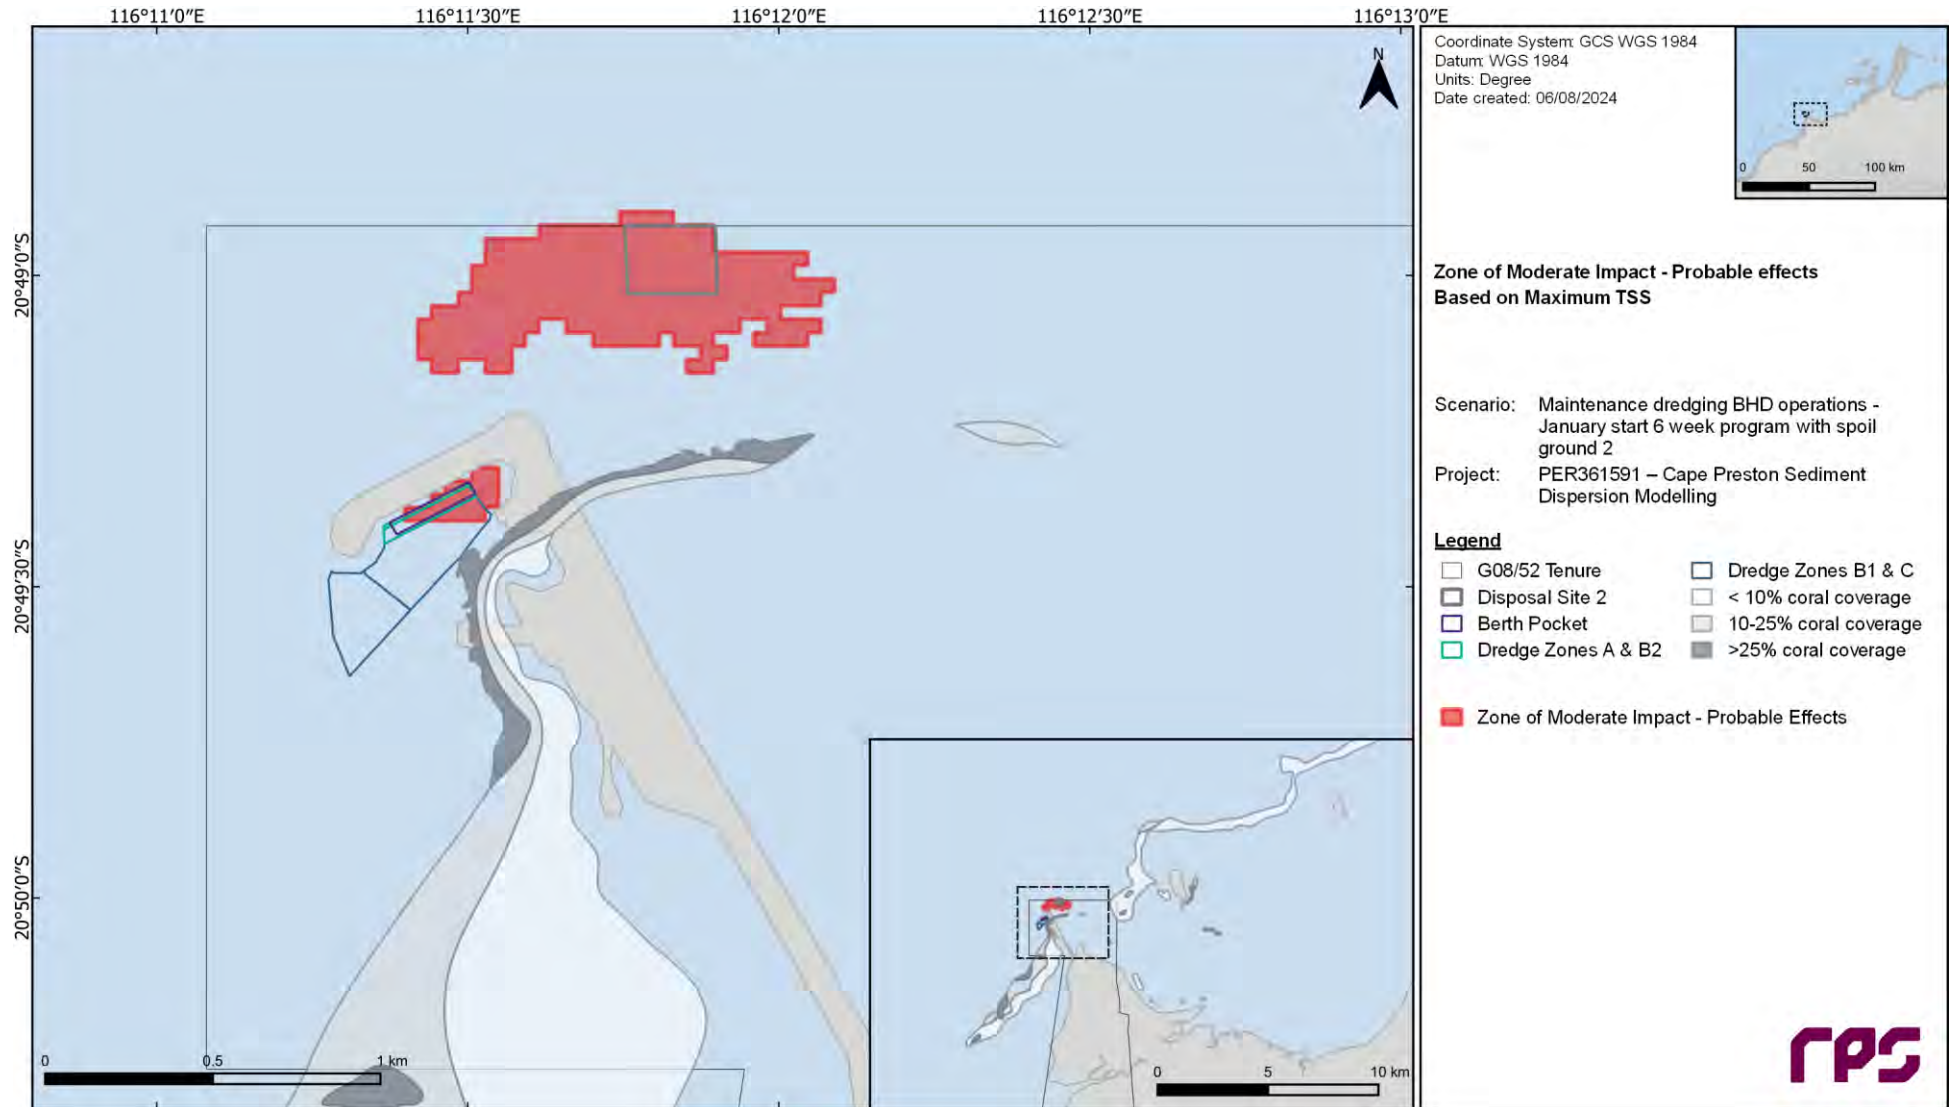 116°11′0″E 116°11′30″E 116°12′0″E 116°12′30″E 116°13′0″E
N
20°49′0″S
20°49′30″S
20°50′0″S
0 0.5 1 km
0 5 10 km
Coordinate System: GCS WGS 1984
Datum: WGS 1984
Units: Degree
Date created: 06/08/2024
0 50 100 km
Zone of Moderate Impact - Probable effects
Based on Maximum TSS
Scenario: Maintenance dredging BHD operations -
January start 6 week program with spoil
ground 2
Project: PER361591 – Cape Preston Sediment
Dispersion Modelling
Legend
G08/52 Tenure
Disposal Site 2
Berth Pocket
Dredge Zones A & B2
Dredge Zones B1 & C
< 10% coral coverage
10-25% coral coverage
>25% coral coverage
Zone of Moderate Impact - Probable Effects
rps